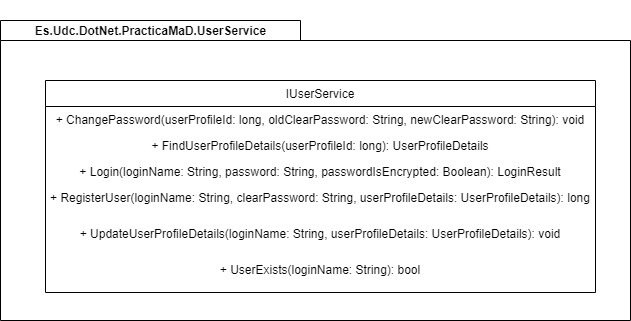 Es.Udc.DotNet.PracticaMaD.UserService
IUserService
+ ChangePassword(userProfileId: long, oldClearPassword: String, newClearPassword: String): void
+ FindUserProfileDetails(userProfileId: long): UserProfileDetails
+ Login(loginName: String, password: String, passwordIsEncrypted: Boolean): LoginResult
+ RegisterUser(loginName: String, clearPassword: String, userProfileDetails: UserProfileDetails): long
+ UpdateUserProfileDetails(loginName: String, userProfileDetails: UserProfileDetails): void
+ UserExists(loginName: String): bool